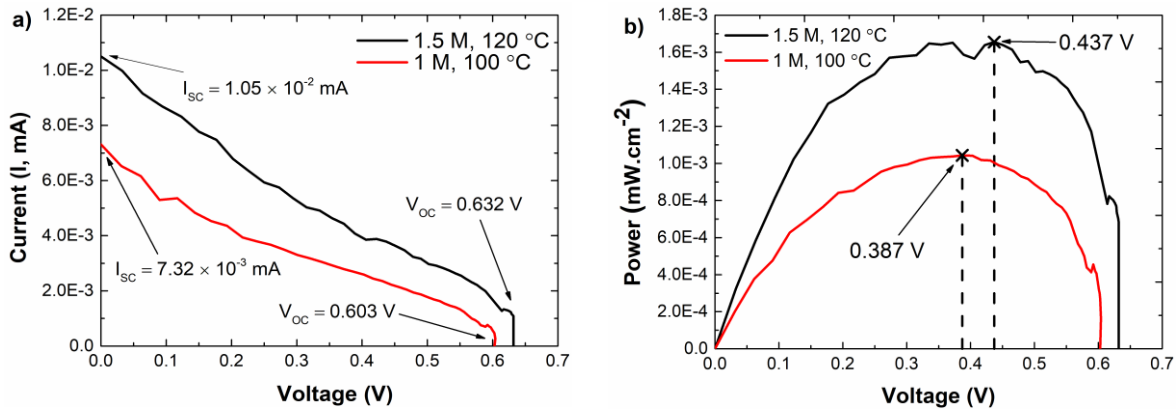 a)
1.2E-2
1.0E-2
8.0E-3
6.0E-3
4.0E-3
2.0E-3
0.0
Current (I, mA)
1.5 M, 120 °C
1 M, 100 °C
I_SC = 1.05 × 10⁻² mA
V_OC = 0.632 V
I_SC = 7.32 × 10⁻³ mA
V_OC = 0.603 V
0.0 0.1 0.2 0.3 0.4 0.5 0.6 0.7
Voltage (V)
b)
1.8E-3
1.6E-3
1.4E-3
1.2E-3
1.0E-3
8.0E-4
6.0E-4
4.0E-4
2.0E-4
0.0
Power (mW.cm⁻²)
1.5 M, 120 °C
1 M, 100 °C
0.437 V
0.387 V
0.0 0.1 0.2 0.3 0.4 0.5 0.6 0.7
Voltage (V)